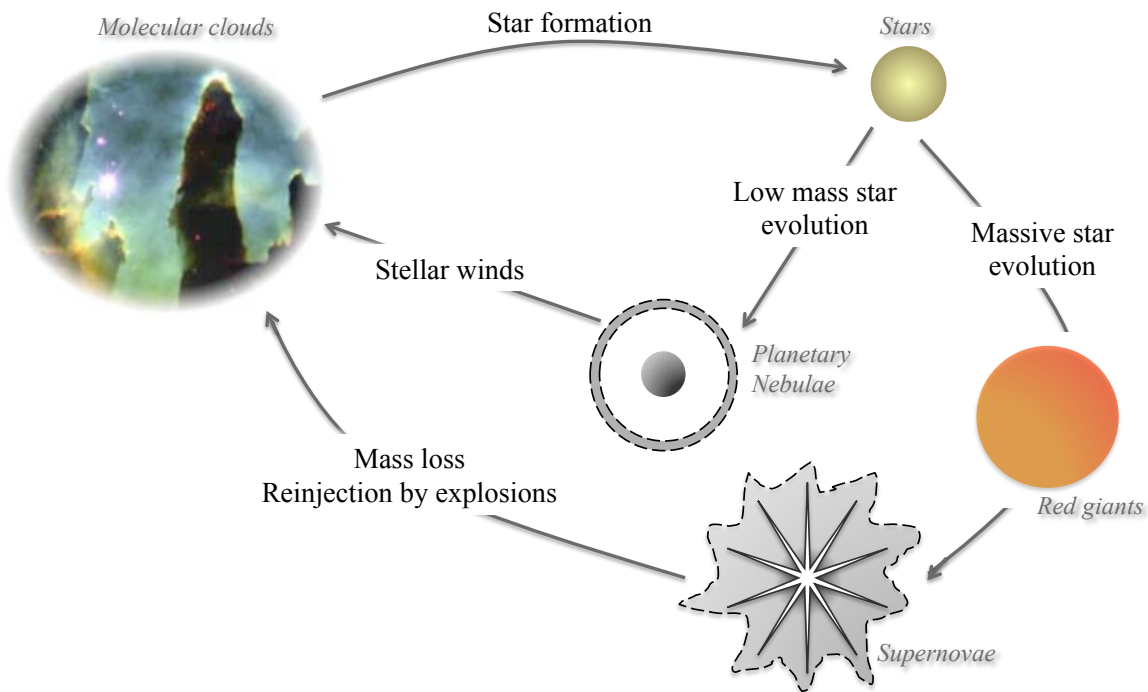 Molecular clouds
Star formation
Stars
Low mass star
evolution
Massive star
evolution
Stellar winds
Planetary
Nebulae
Mass loss
Reinjection by explosions
Red giants
Supernovae